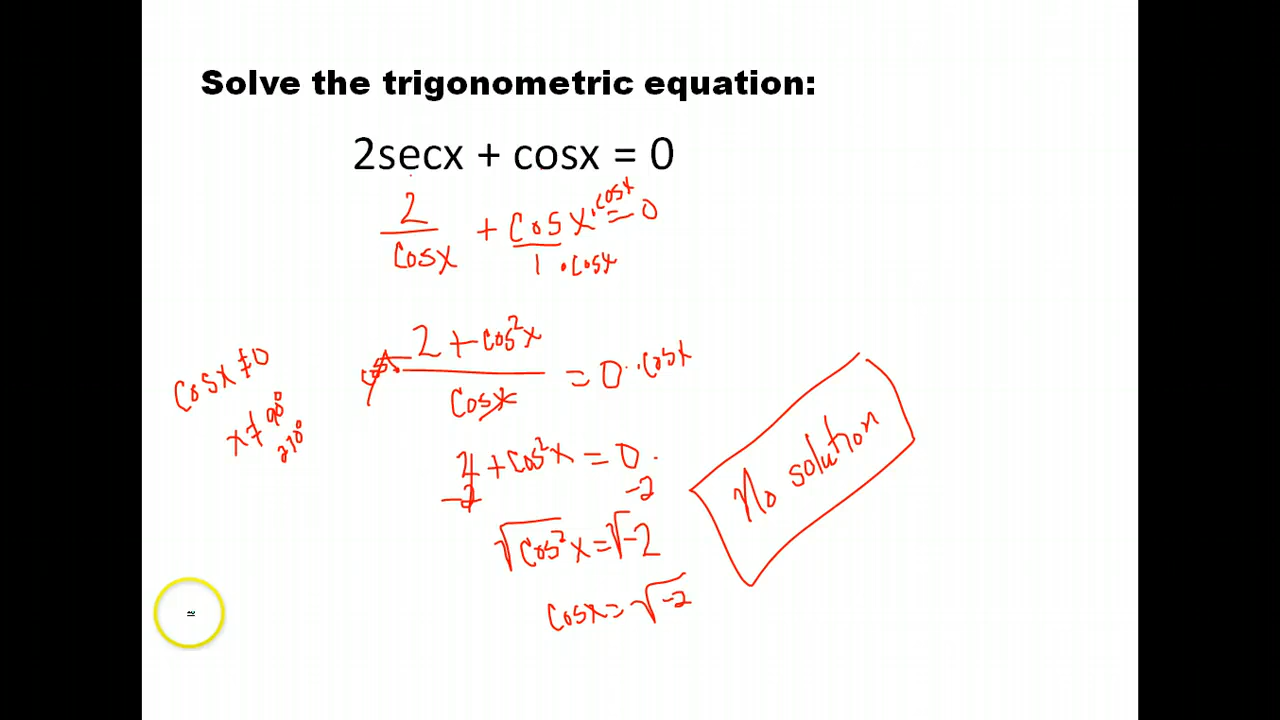 Solve the trigonometric equation:
2secx + cosx = 0
2/cosx + cosx·cosx/1·cosx = 0
cosx 2+cos²x/cosx = 0·cosx
cosx ≠ 0
x ≠ 90°
270°
2 + cos²x = 0
-2 -2
√cos²x = √-2
cosx = √-2
No solution